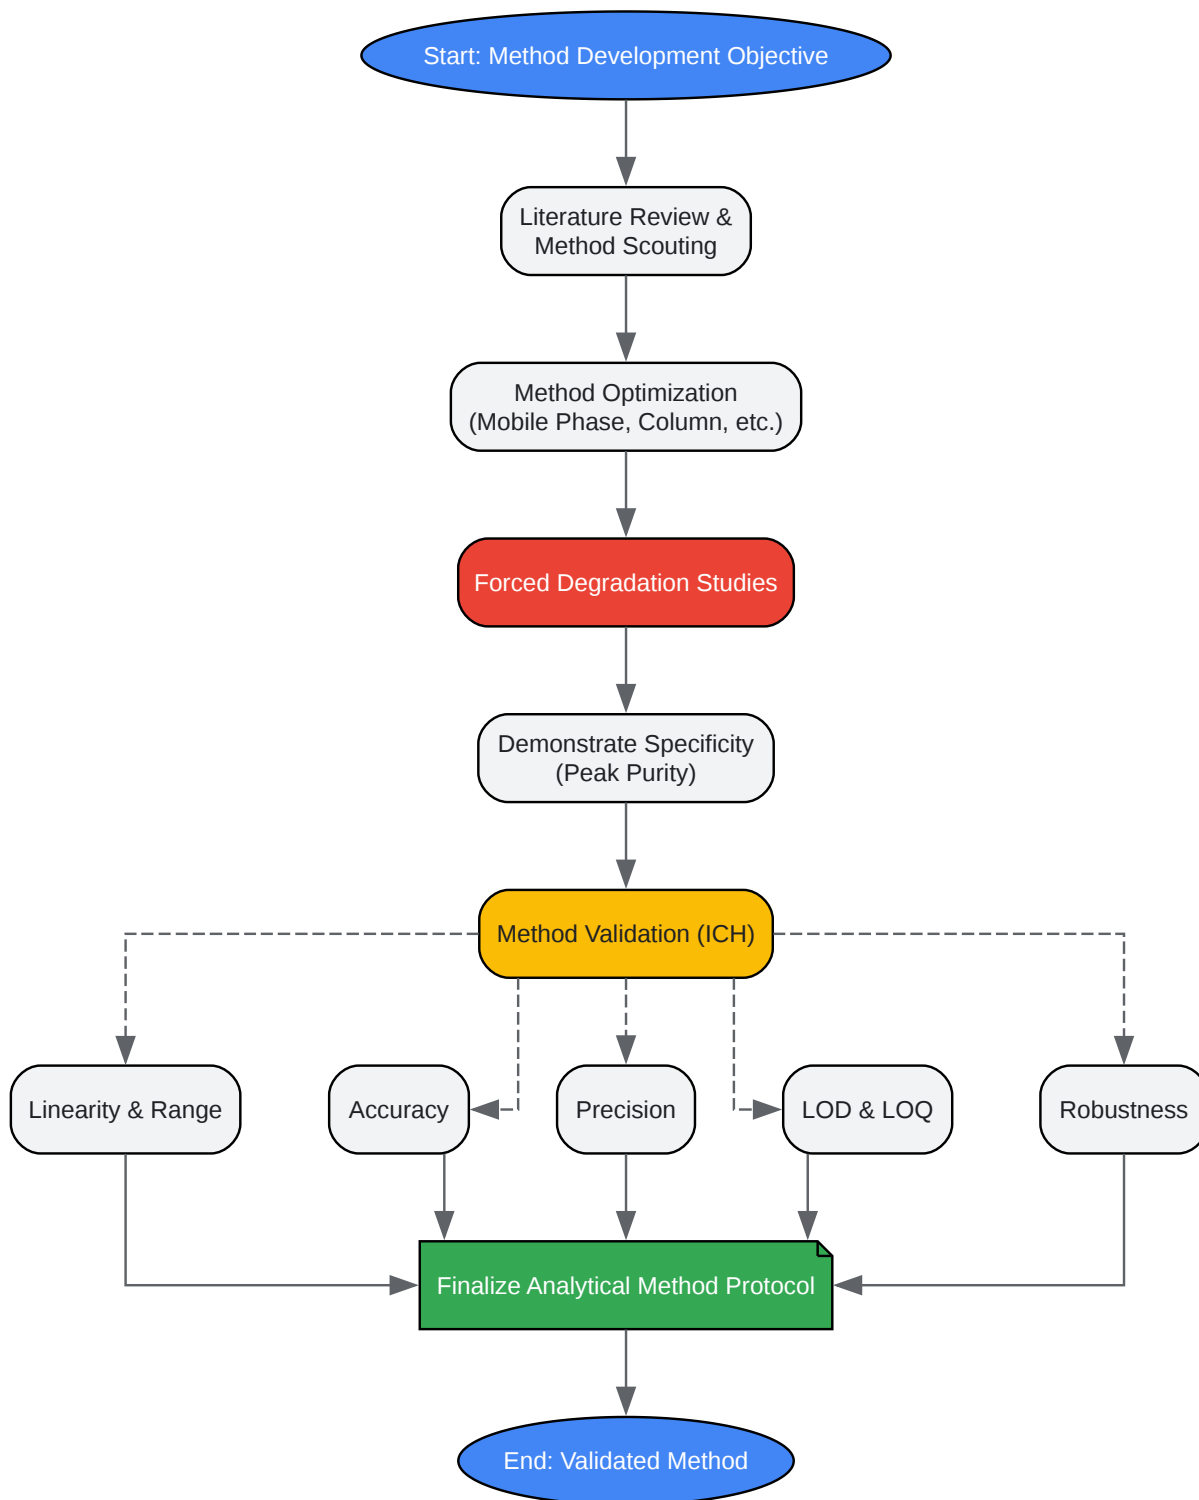 Start: Method Development Objective
Literature Review &
Method Scouting
Method Optimization
(Mobile Phase, Column, etc.)
Forced Degradation Studies
Demonstrate Specificity
(Peak Purity)
Method Validation (ICH)
Linearity & Range
Accuracy
Precision
LOD & LOQ
Robustness
Finalize Analytical Method Protocol
End: Validated Method